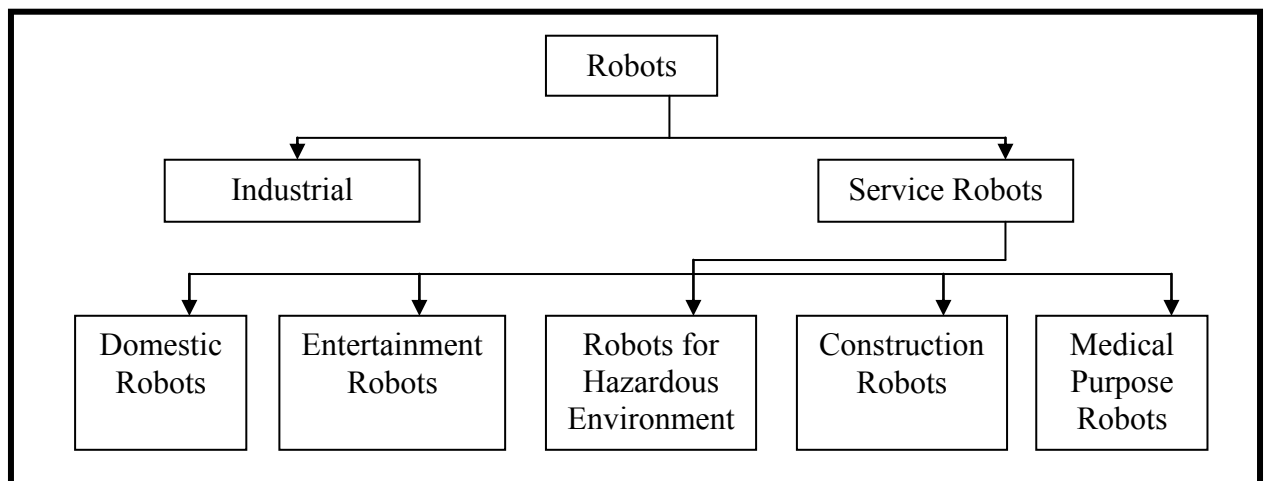 Robots
Industrial
Service Robots
Domestic
Robots
Entertainment
Robots
Robots for
Hazardous
Environment
Construction
Robots
Medical
Purpose
Robots